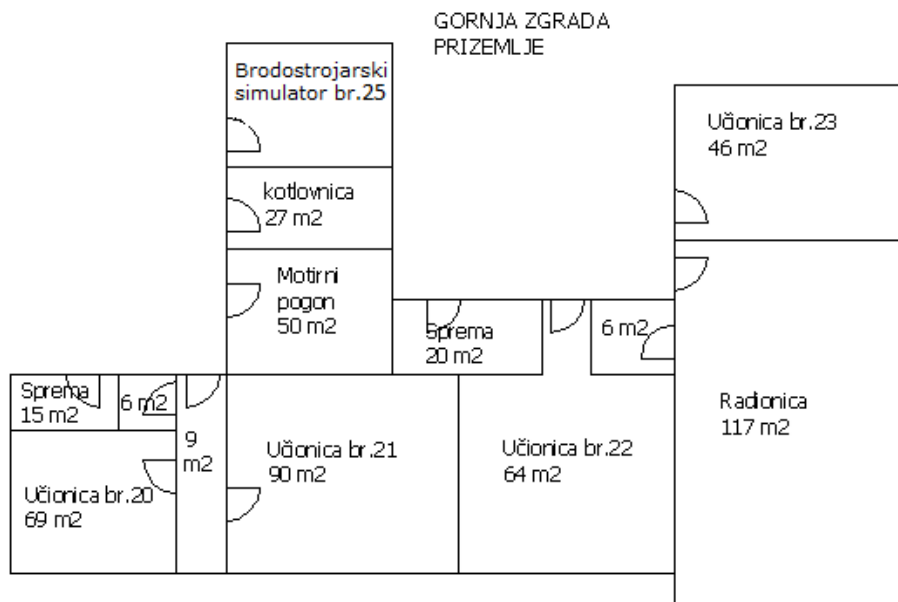 GORNJA ZGRADA
PRIZEMLJE
Brodostrojarski
simulator br.25
Učionica br.23
46 m2
kotlovnica
27 m2
Motirni
pogon
50 m2
Sprema
20 m2
6 m2
Sprema
15 m2
6 m2
9
m2
Učionica br.21
90 m2
Učionica br.22
64 m2
Radionica
117 m2
Učionica br.20
69 m2